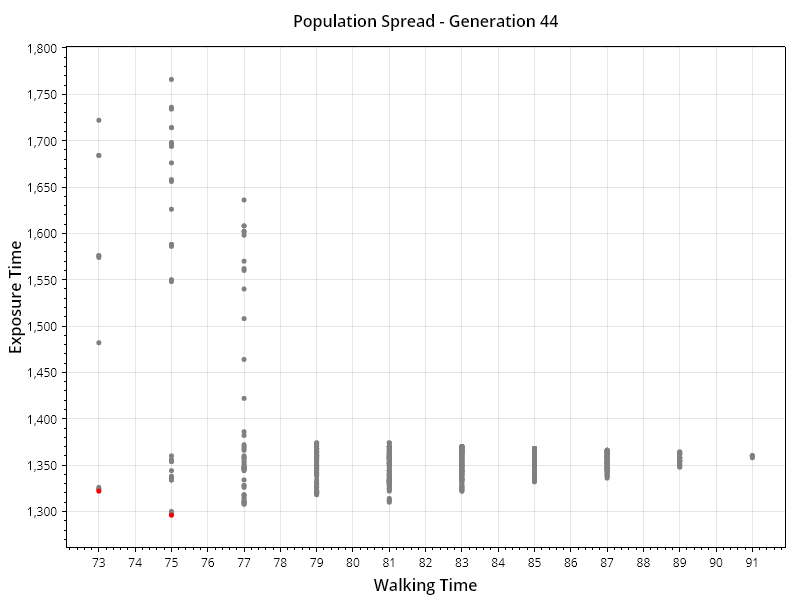 Population Spread - Generation 44
1,800
1,750
1,700
1,650
1,600
1,550
1,500
1,450
1,400
1,350
1,300
Exposure Time
73 74 75 76 77 78 79 80 81 82 83 84 85 86 87 88 89 90 91
Walking Time